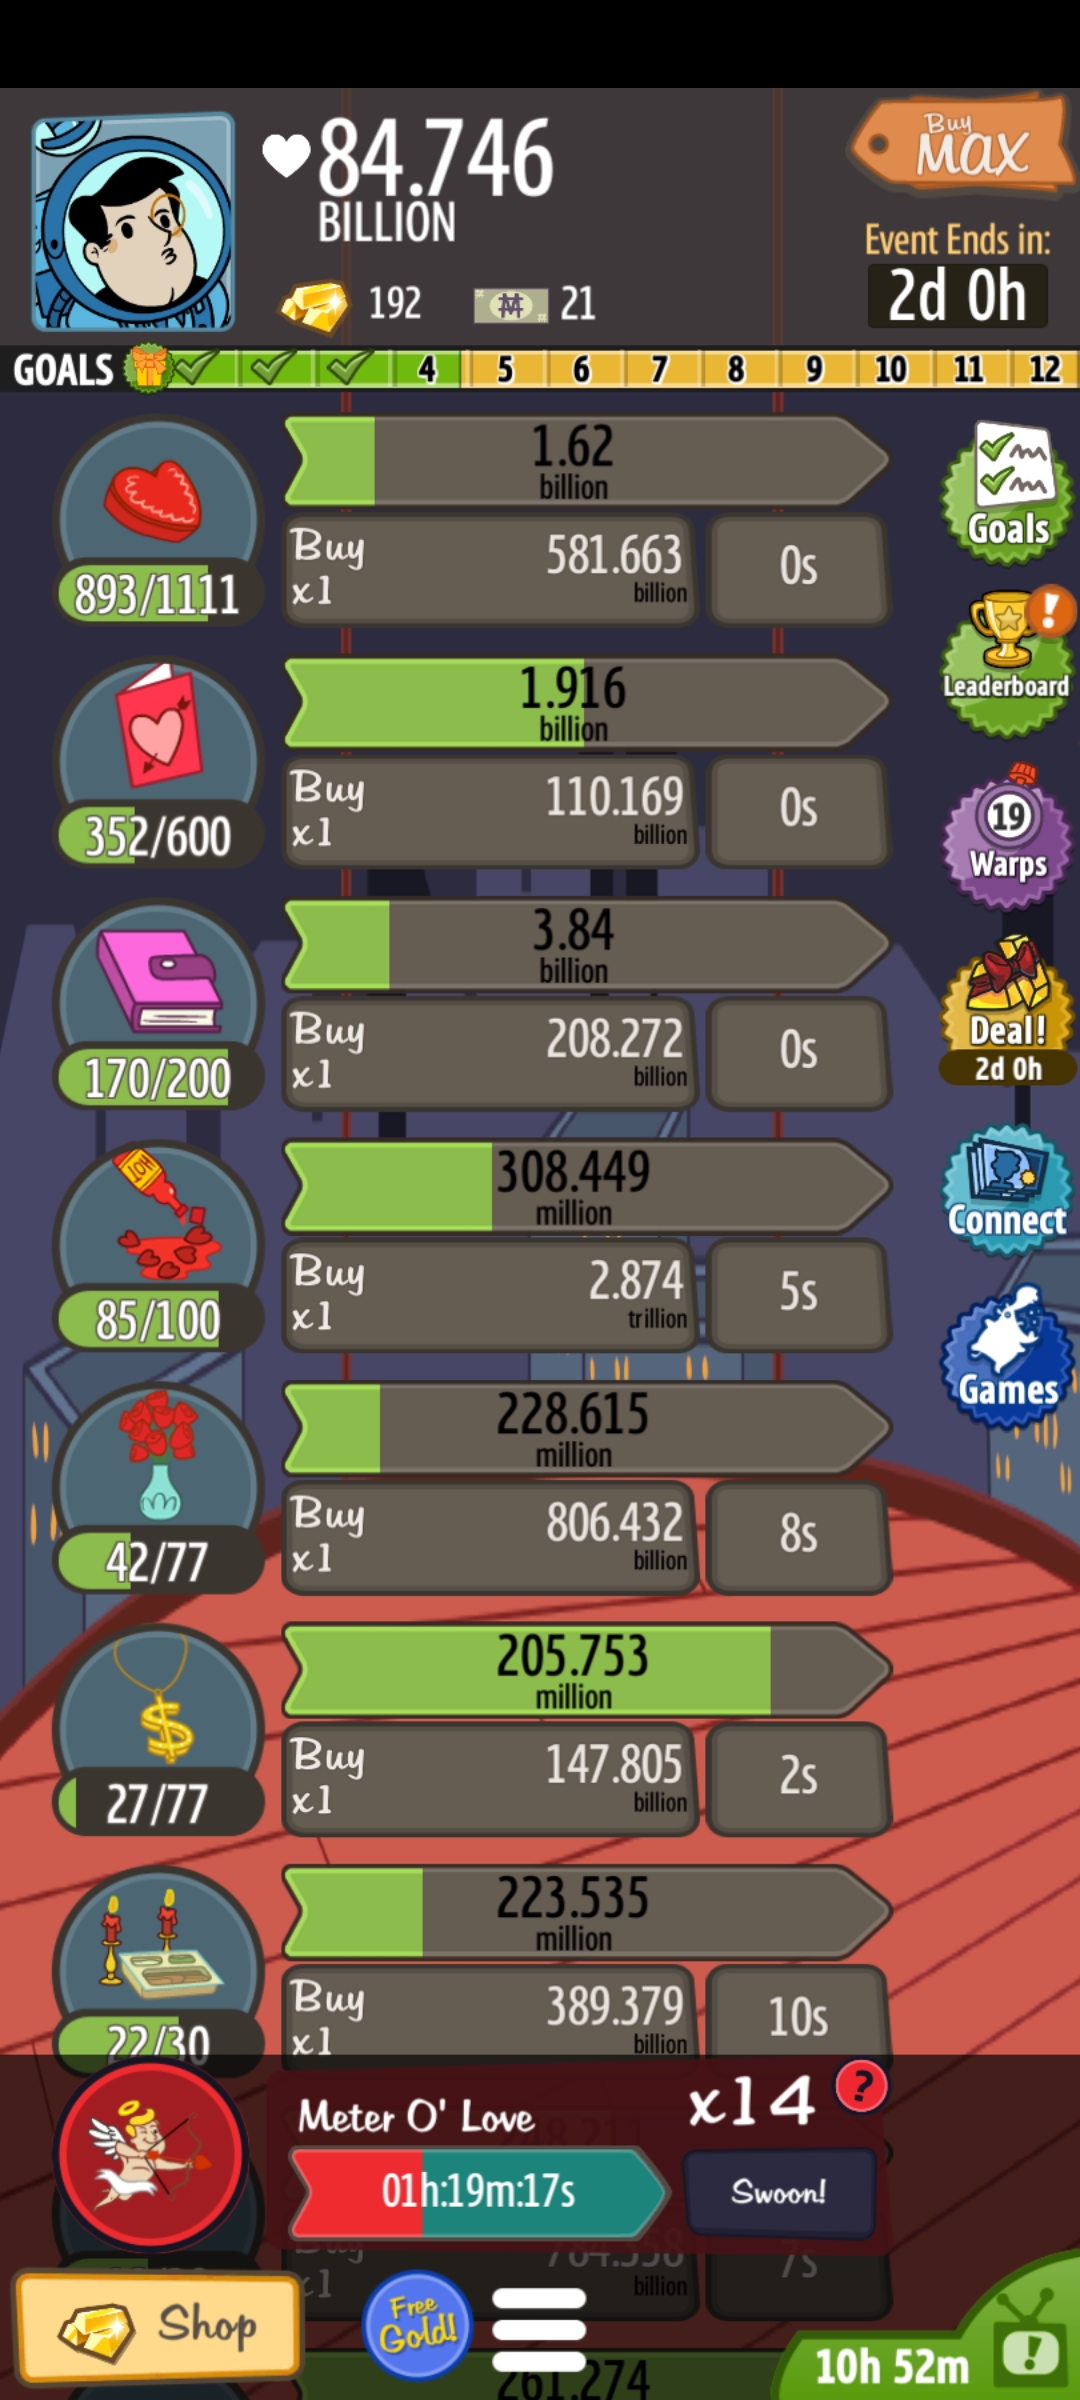 84.746
BILLION
192
21
Buy
MAX
Event Ends in:
2d 0h
GOALS
4
5
6
7
8
9
10
11
12
1.62
billion
893/1111
Buy
x1
581.663
billion
0s
Goals
1.916
billion
352/600
Buy
x1
110.169
billion
0s
Leaderboard
!
19
Warps
3.84
billion
170/200
Buy
x1
208.272
billion
0s
Deal!
2d 0h
HOT
308.449
million
85/100
Buy
x1
2.874
trillion
5s
Connect
228.615
million
42/77
Buy
x1
806.432
billion
8s
Games
$
205.753
million
27/77
Buy
x1
147.805
billion
2s
223.535
million
22/30
Buy
x1
389.379
billion
10s
Meter O' Love
x14
?
01h:19m:17s
Swoon!
Buy
x1
784.558
billion
7s
Shop
Free
Gold!
261.274
10h 52m
!